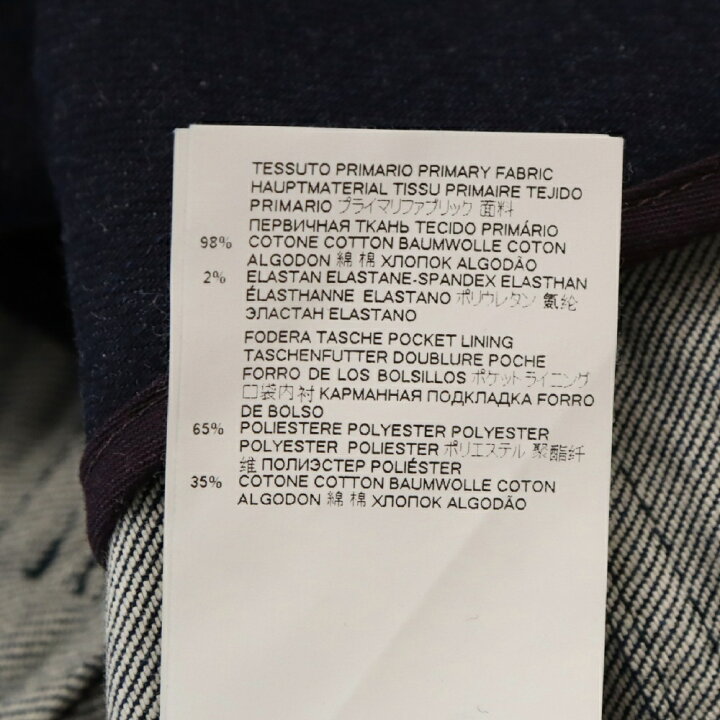 TESSUTO PRIMARIO PRIMARY FABRIC
HAUPTMATERIAL TISSU PRIMAIRE TEJIDO
PRIMARIO プライマリファブリック 面料
ПЕРВИЧНАЯ ТКАНЬ TECIDO PRIMÁRIO
98% COTONE COTTON BAUMWOLLE COTON
ALGODON 綿 棉 ХЛОПОК ALGODÃO
2% ELASTAN ELASTANE-SPANDEX ELASTHAN
ÉLASTHANNE ELASTANO ポリウレタン 氨纶
ЭЛАСТАН ELASTANO
FODERA TASCHE POCKET LINING
TASCHENFUTTER DOUBLURE POCHE
FORRO DE LOS BOLSILLOS ポケットライニング
口袋内衬 КАРМАННАЯ ПОДКЛАДКА FORRO
DE BOLSO
65% POLIESTERE POLYESTER POLYESTER
POLYESTER POLIESTER ポリエステル 聚酯纤
维 ПОЛИЭСТЕР POLIÉSTER
35% COTONE COTTON BAUMWOLLE COTON
ALGODON 綿 棉 ХЛОПОК ALGODÃO